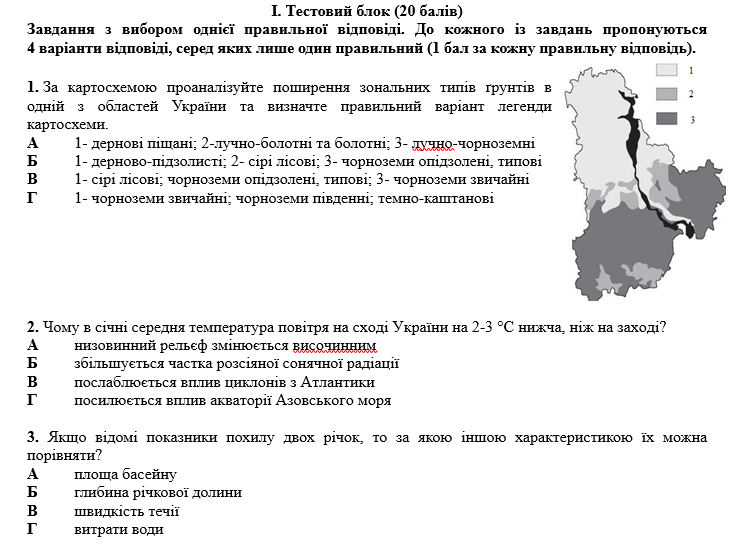 І. Тестовий блок (20 балів)
Завдання з вибором однієї правильної відповіді. До кожного із завдань пропонуються
4 варіанти відповіді, серед яких лише один правильний (1 бал за кожну правильну відповідь).
1. За картосхемою проаналізуйте поширення зональних типів ґрунтів в
одній з областей України та визначте правильний варіант легенди
картосхеми.
А 1- дернові піщані; 2-лучно-болотні та болотні; 3- лучно-чорноземні
Б 1- дерново-підзолисті; 2- сірі лісові; 3- чорноземи опідзолені, типові
В 1- сірі лісові; чорноземи опідзолені, типові; 3- чорноземи звичайні
Г 1- чорноземи звичайні; чорноземи південні; темно-каштанові
1
2
3
2. Чому в січні середня температура повітря на сході України на 2-3 °С нижча, ніж на заході?
А низовинний рельєф змінюється височинним
Б збільшується частка розсіяної сонячної радіації
В послаблюється вплив циклонів з Атлантики
Г посилюється вплив акваторії Азовського моря
3. Якщо відомі показники похилу двох річок, то за якою іншою характеристикою їх можна
порівняти?
А площа басейну
Б глибина річкової долини
В швидкість течії
Г витрати води